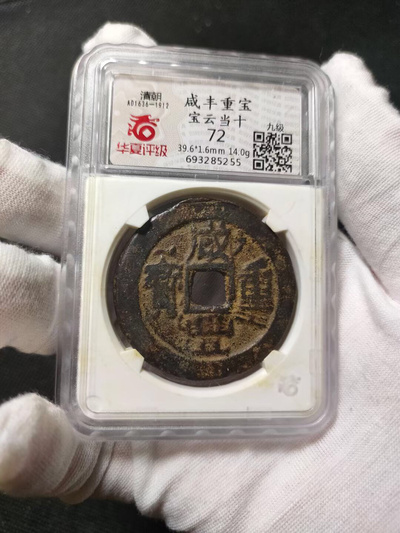 清朝
AD1636-1912
华夏评级
咸丰重宝
宝云当十
72
39.6*1.6mm 14.0g
693285255
九级
咸
寶 重
豐